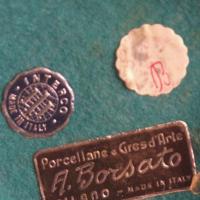 INTERCO
MADE IN ITALY
Porcellane e Gres d'Arte
A. Borsato
MILANO - MADE IN ITALY